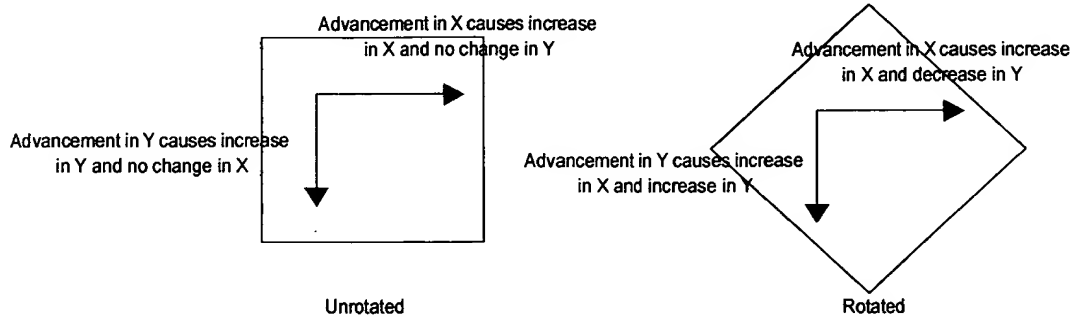 Advancement in X causes increase
in X and no change in Y
Advancement in Y causes increase
in Y and no change in X
Unrotated
Advancement in X causes increase
in X and decrease in Y
Advancement in Y causes increase
in X and increase in Y
Rotated